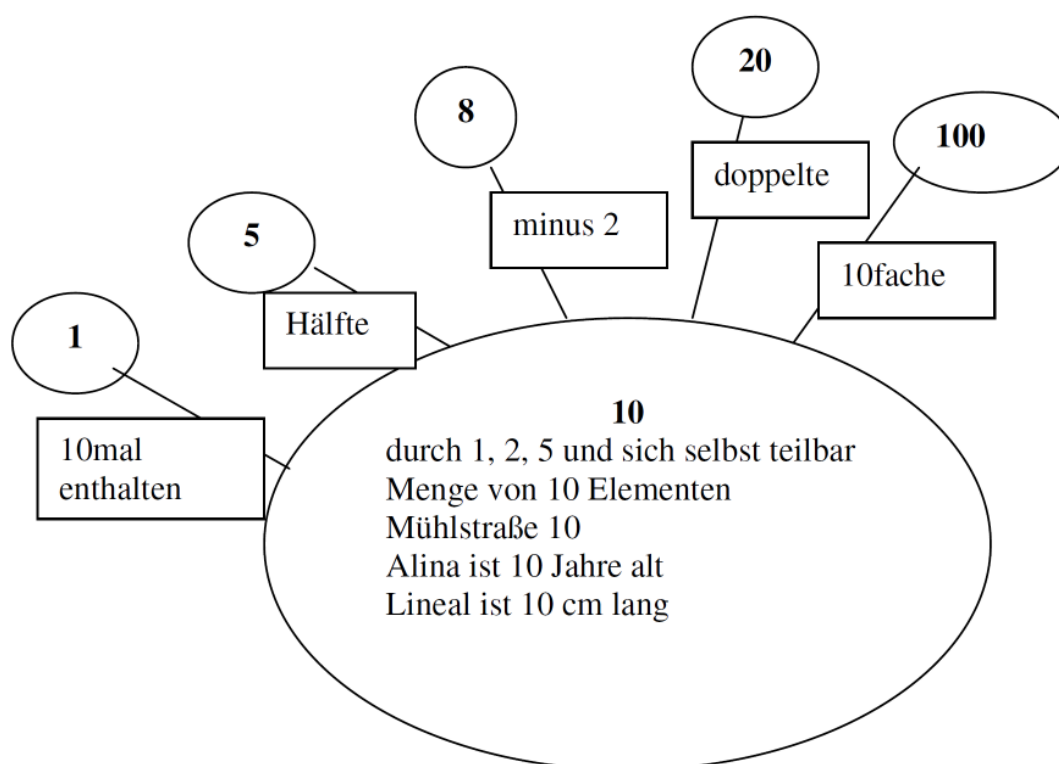 20
8
100
doppelte
minus 2
5
10fache
Hälfte
1
10
10mal
enthalten
durch 1, 2, 5 und sich selbst teilbar
Menge von 10 Elementen
Mühlstraße 10
Alina ist 10 Jahre alt
Lineal ist 10 cm lang